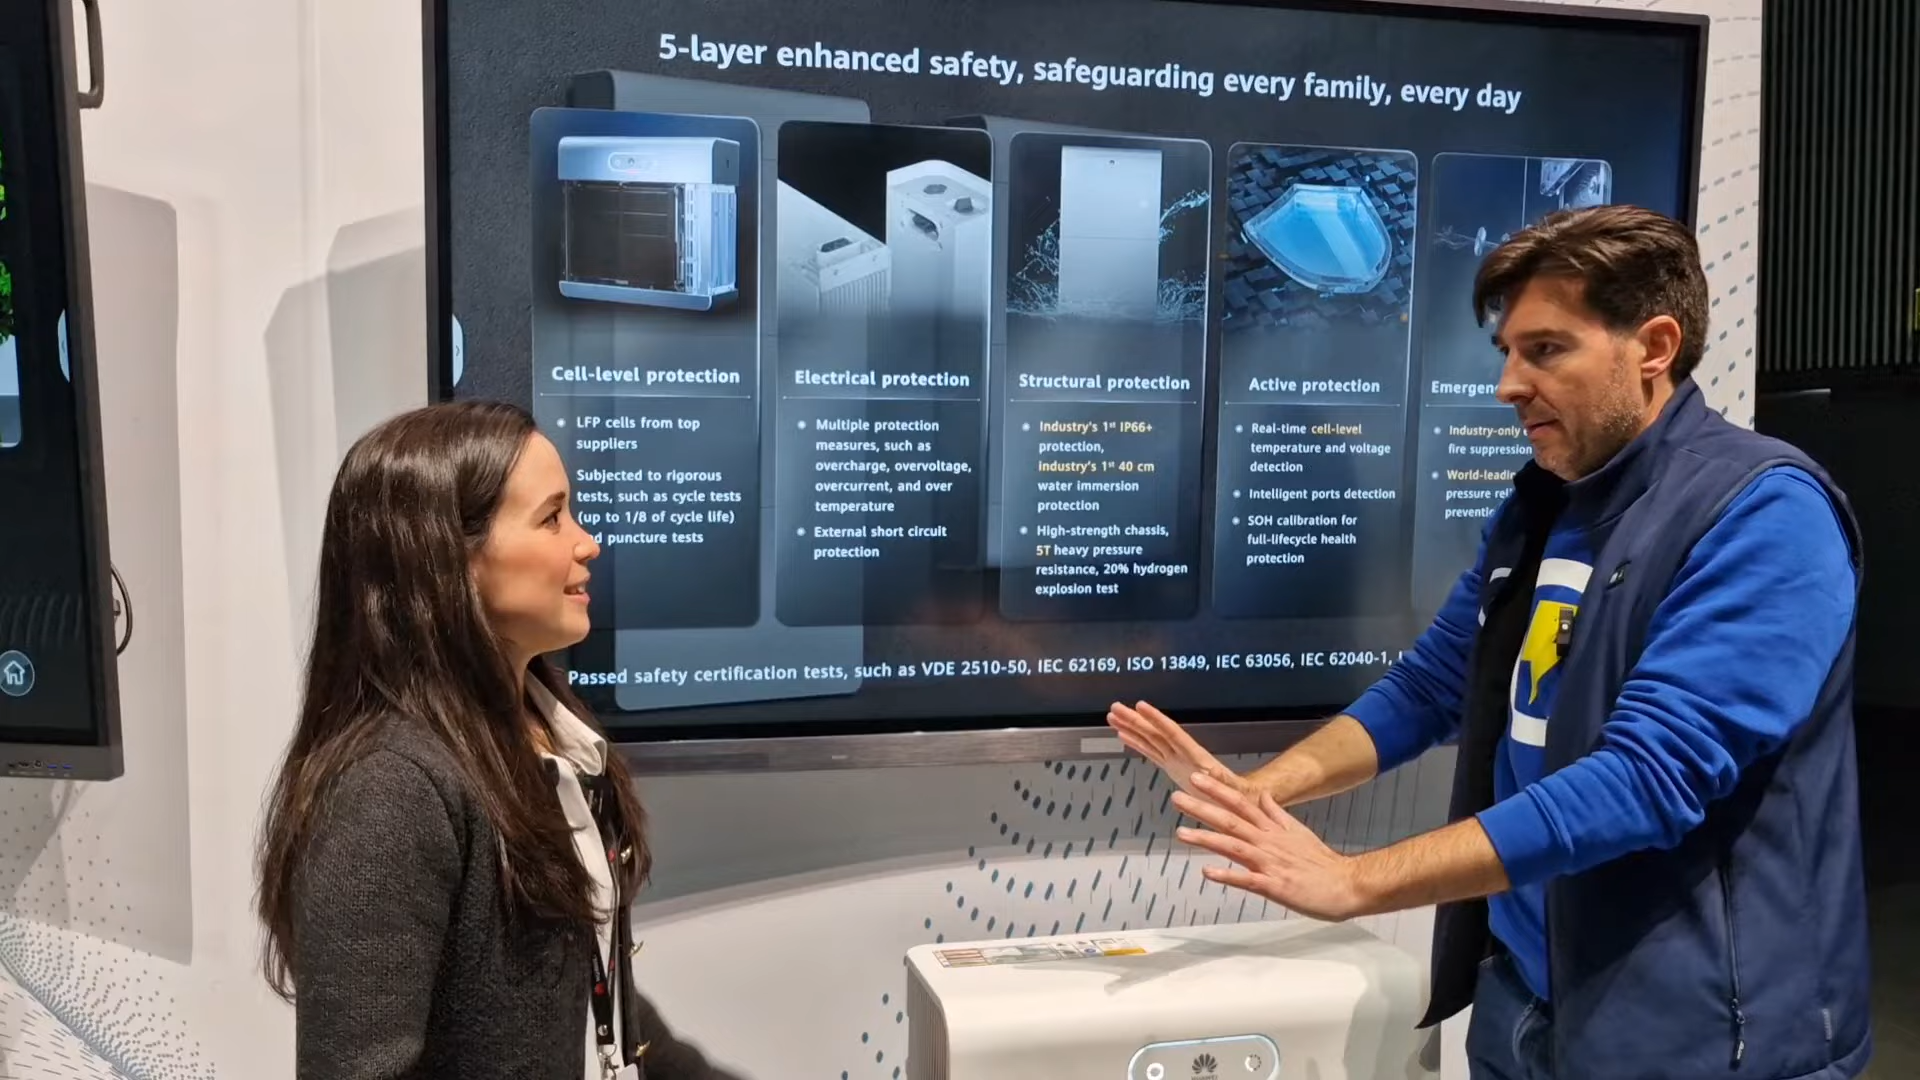 5-layer enhanced safety, safeguarding every family, every day
Cell-level protection
LFP cells from top
suppliers
Subjected to rigorous
tests, such as cycle tests
(up to 1/8 of cycle life)
puncture tests
Electrical protection
Multiple protection
measures, such as
overcharge, overvoltage,
overcurrent, and over
temperature
External short circuit
protection
Structural protection
Industry's 1st IP66+
protection,
industry's 1st 40 cm
water immersion
protection
High-strength chassis,
5T heavy pressure
resistance, 20% hydrogen
explosion test
Active protection
Real-time cell-level
temperature and voltage
detection
Intelligent ports detection
SOH calibration for
full-lifecycle health
protection
Industry-only
fire suppression
pressure
Passed safety certification tests, such as VDE 2510-50, IEC 62169, ISO 13849, IEC 63056, IEC 62040-1,
HUAWEI